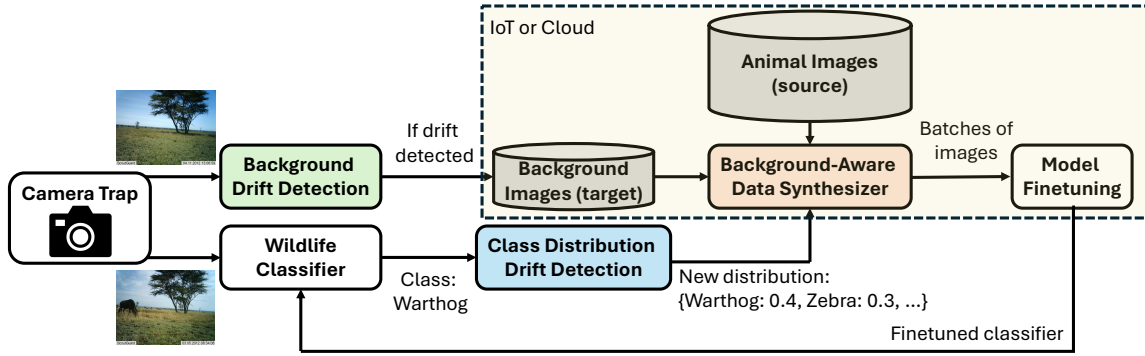 IoT or Cloud
Animal Images
(source)
If drift
detected
Batches of
images
Background
Drift Detection
Background
Images (target)
Background-Aware
Data Synthesizer
Model
Finetuning
Camera Trap
Wildlife
Classifier
Class:
Warthog
Class Distribution
Drift Detection
New distribution:
{Warthog: 0.4, Zebra: 0.3, ...}
Finetuned classifier